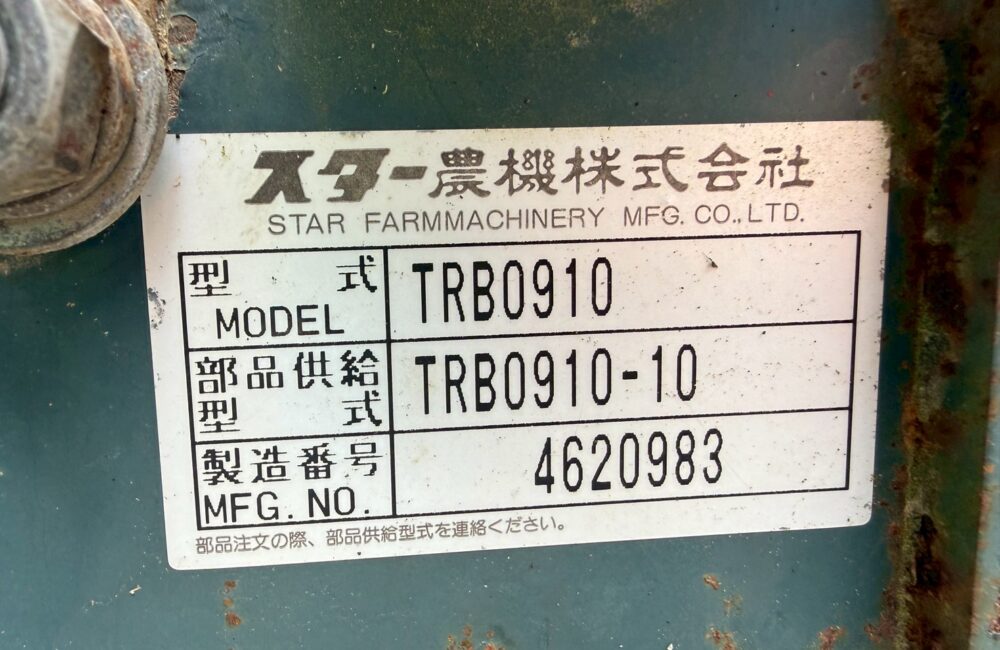 スター農機株式会社
STAR FARMMACHINERY MFG. CO.,LTD.
型 式
MODEL
TRB0910
部品供給
型 式
TRB0910-10
製造番号
MFG.NO.
4620983
部品注文の際、部品供給型式を連絡ください。